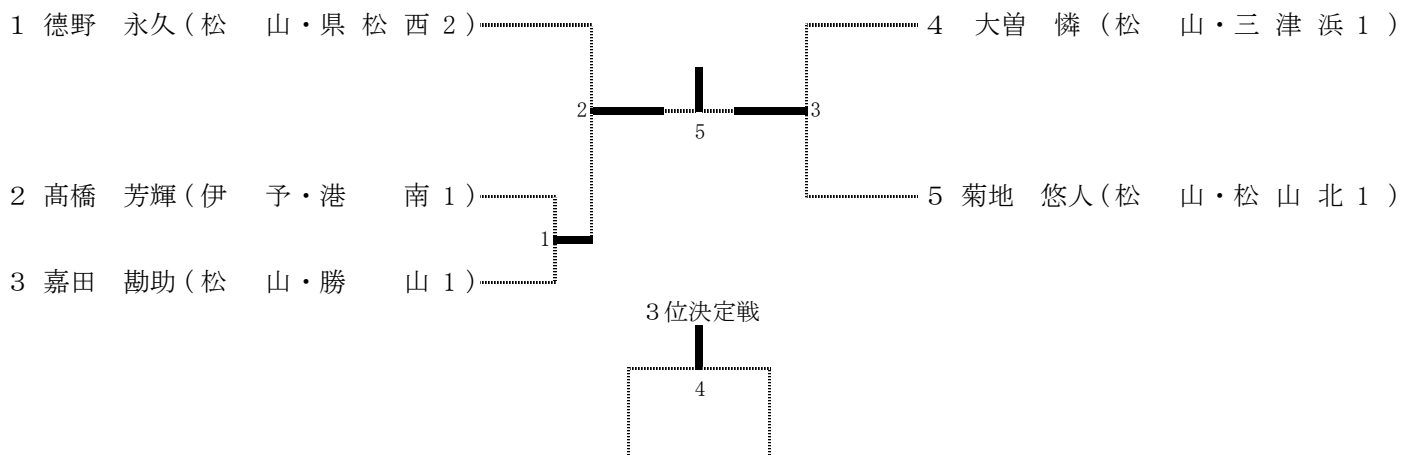 1 德野 永久(松 山・県 松 西 2)
4 大曽 憐 (松 山・三 津 浜 1 )
2
3
5
2 髙橋 芳輝(伊 予・港 南 1)
5 菊地 悠人(松 山・松 山 北 1 )
1
3 嘉田 勘助(松 山・勝 山 1)
3位決定戦
4